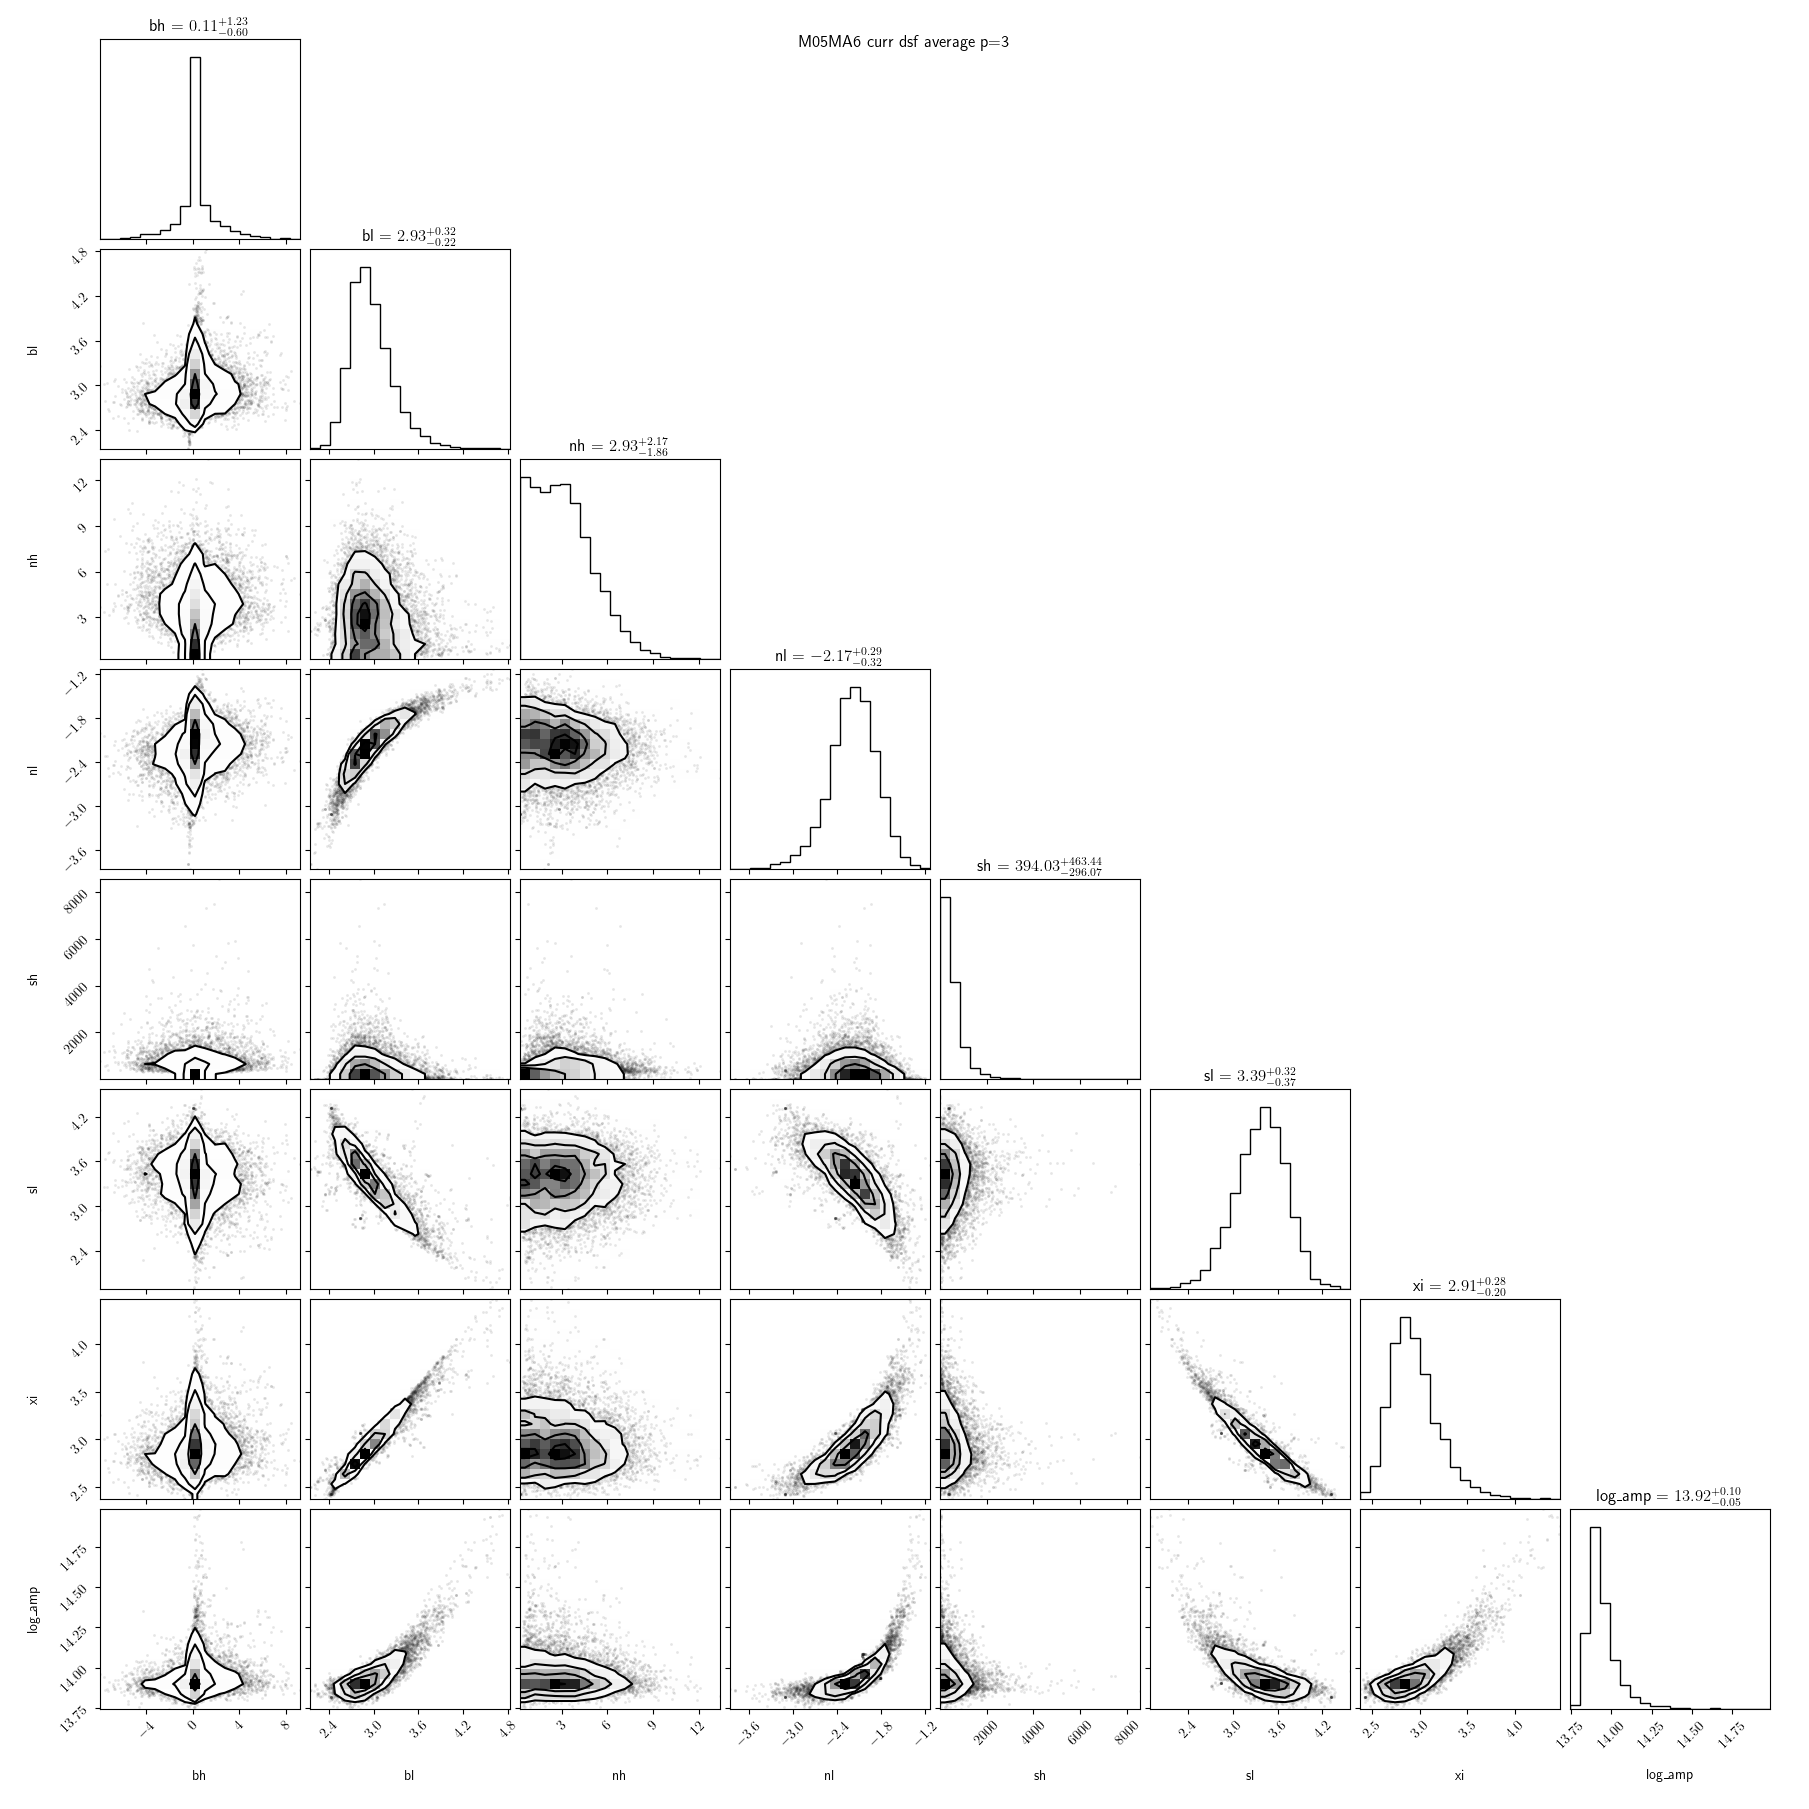 bh = 0.11 +1.23 −0.60
M05MA6 curr dsf average p=3
bl = 2.93 +0.32 −0.22
4.8
4.2
3.6
3.0
2.4
bl
nh = 2.93 +2.17 −1.86
12
9
6
3
nh
nl = −2.17 +0.29 −0.32
−1.2
−1.8
−2.4
−3.0
−3.6
nl
sh = 394.03 +463.44 −296.07
8000
6000
4000
2000
sh
sl = 3.39 +0.32 −0.37
4.2
3.6
3.0
2.4
sl
xi = 2.91 +0.28 −0.20
4.0
3.5
3.0
2.5
xi
log_amp = 13.92 +0.10 −0.05
14.75
14.50
14.25
14.00
13.75
log_amp
−4 0 4 8 2.4 3.0 3.6 4.2 4.8 3 6 9 12 −3.6 −3.0 −2.4 −1.8 −1.2 2000 4000 6000 8000 2.4 3.0 3.6 4.2 2.5 3.0 3.5 4.0 13.75 14.00 14.25 14.50 14.75
bh bl nh nl sh sl xi log_amp